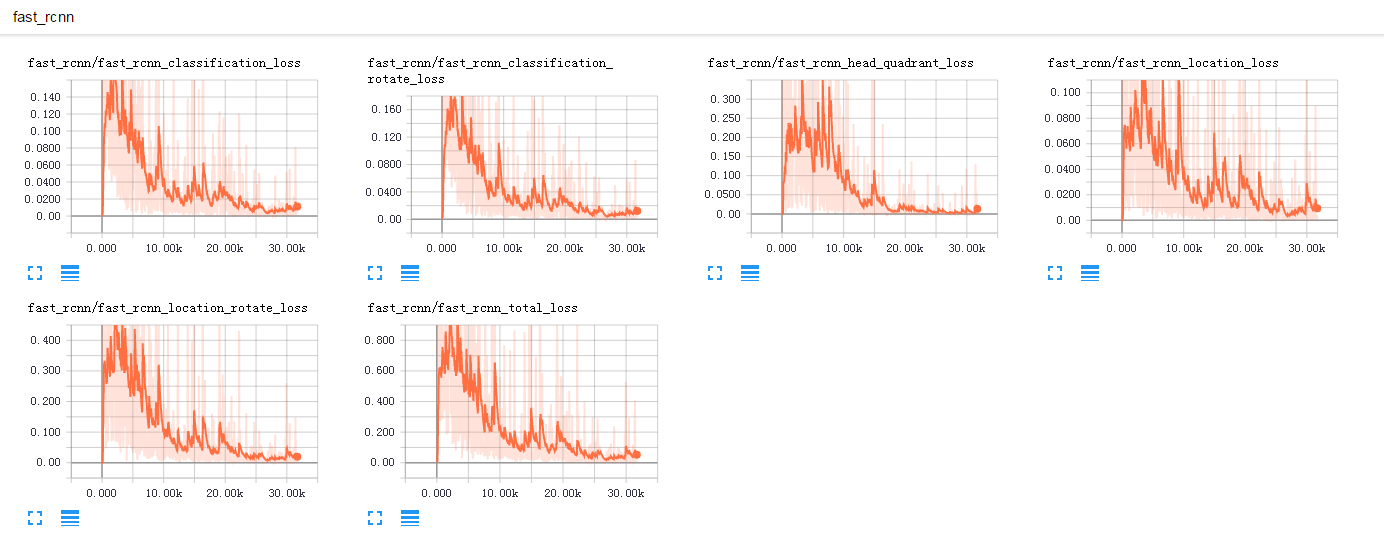 fast_rcnn
fast_rcnn/fast_rcnn_classification_loss
0.140
0.120
0.100
0.0800
0.0600
0.0400
0.0200
0.00
0.000 10.00k 20.00k 30.00k
fast_rcnn/fast_rcnn_classification_
rotate_loss
0.160
0.120
0.0800
0.0400
0.00
0.000 10.00k 20.00k 30.00k
fast_rcnn/fast_rcnn_head_quadrant_loss
0.300
0.250
0.200
0.150
0.100
0.0500
0.00
0.000 10.00k 20.00k 30.00k
fast_rcnn/fast_rcnn_location_loss
0.100
0.0600
0.0400
0.0200
0.00
0.000 10.00k 20.00k 30.00k
fast_rcnn/fast_rcnn_location_rotate_loss
0.400
0.300
0.200
0.100
0.00
0.000 10.00k 20.00k 30.00k
fast_rcnn/fast_rcnn_total_loss
0.800
0.600
0.400
0.200
0.00
0.000 10.00k 20.00k 30.00k